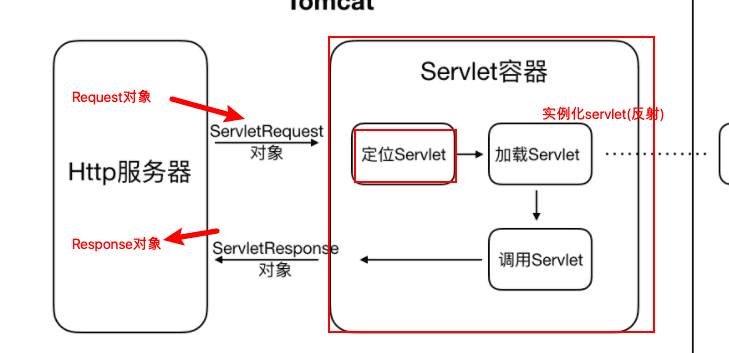 Tomcat
Servlet容器
Request对象
实例化servlet(反射)
ServletRequest
对象
定位Servlet
加载Servlet
Http服务器
Response对象
ServletResponse
对象
调用Servlet